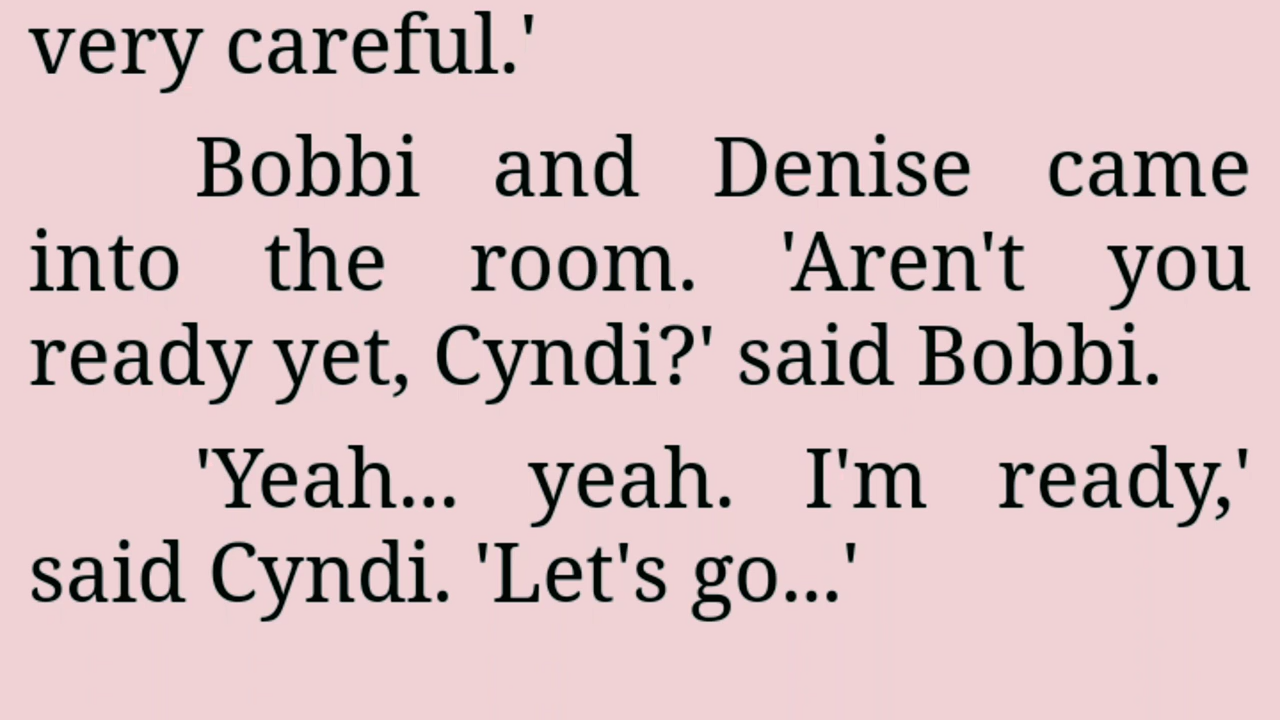 very careful.'
Bobbi and Denise came
into the room. 'Aren't you
ready yet, Cyndi?' said Bobbi.
'Yeah... yeah. I'm ready,'
said Cyndi. 'Let's go...'